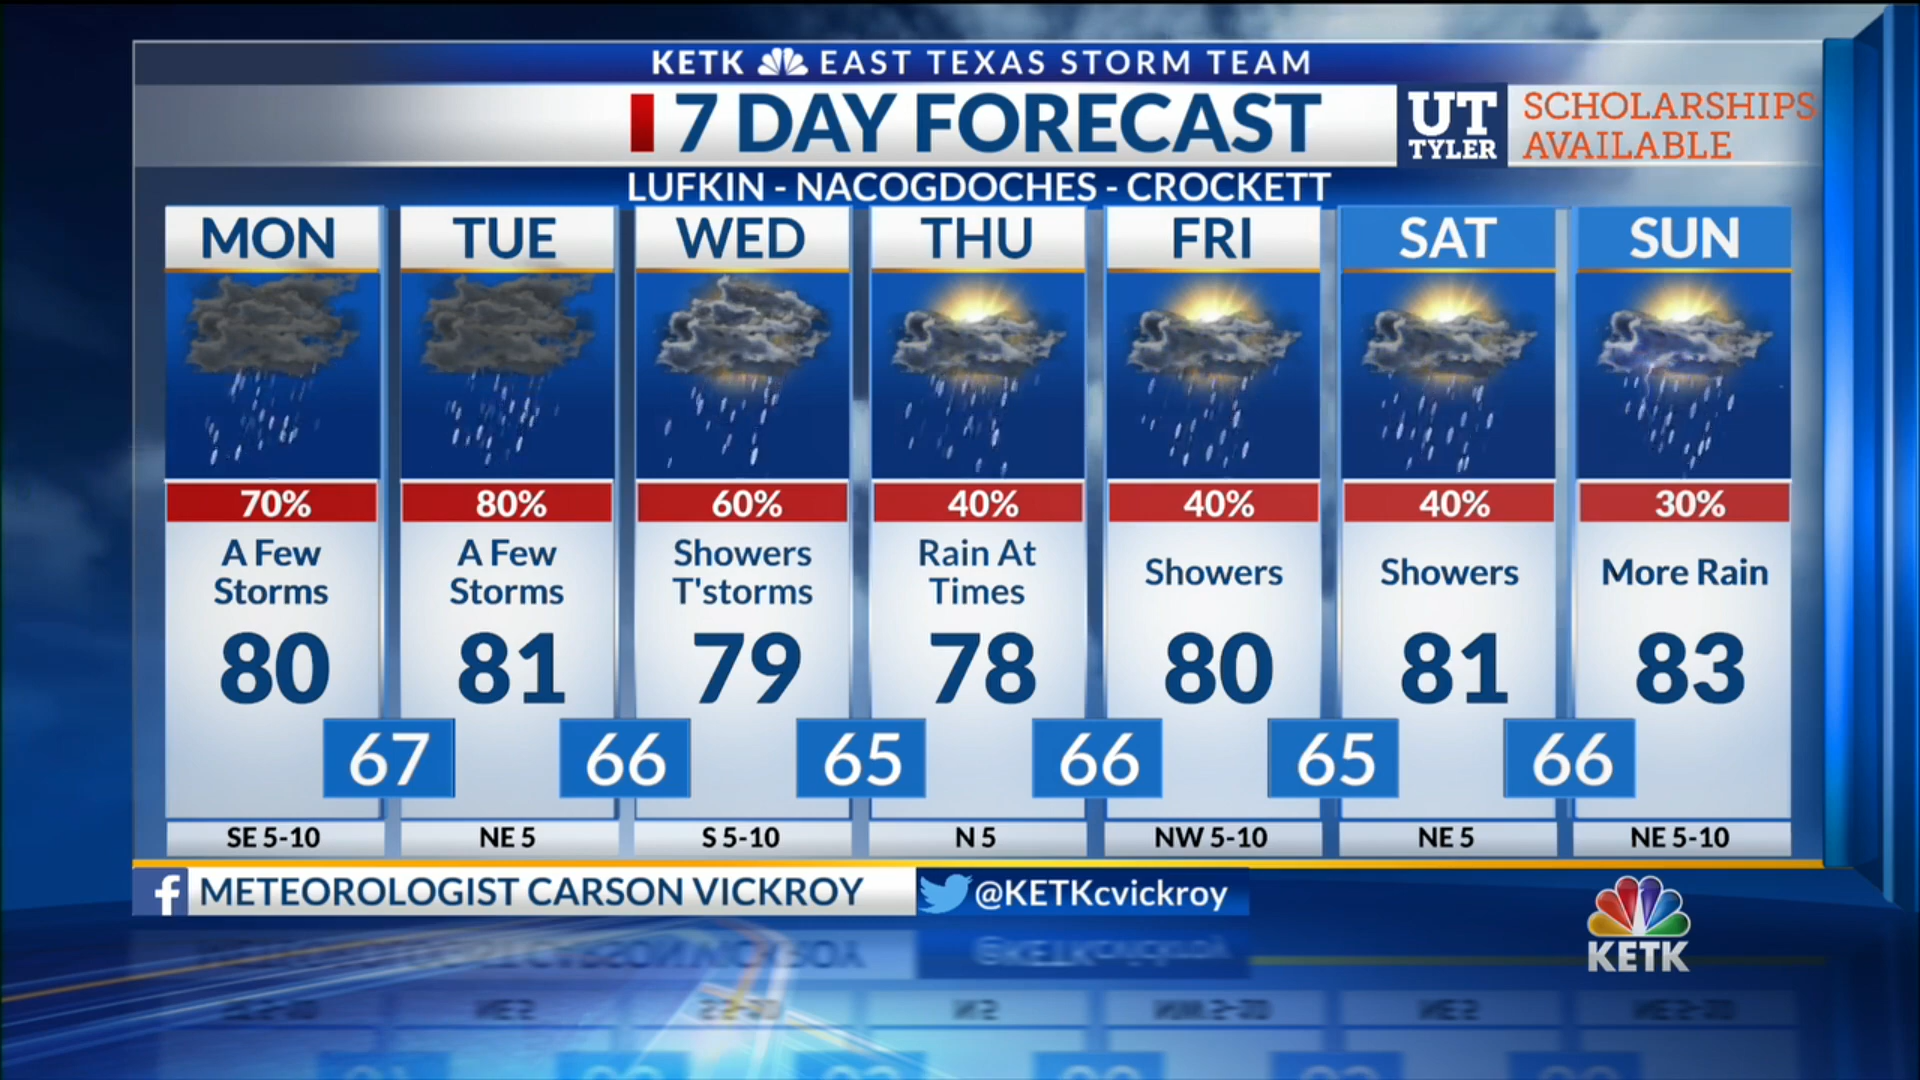 KETK EAST TEXAS STORM TEAM
7 DAY FORECAST
UT TYLER
SCHOLARSHIPS AVAILABLE
LUFKIN - NACOGDOCHES - CROCKETT
MON TUE WED THU FRI SAT SUN
70% 80% 60% 40% 40% 40% 30%
A Few Storms
A Few Storms
Showers T'storms
Rain At Times
Showers
Showers
More Rain
80 81 79 78 80 81 83
67 66 65 66 65 66
SE 5-10 NE 5 S 5-10 N 5 NW 5-10 NE 5 NE 5-10
METEOROLOGIST CARSON VICKROY @KETKcvickroy
KETK